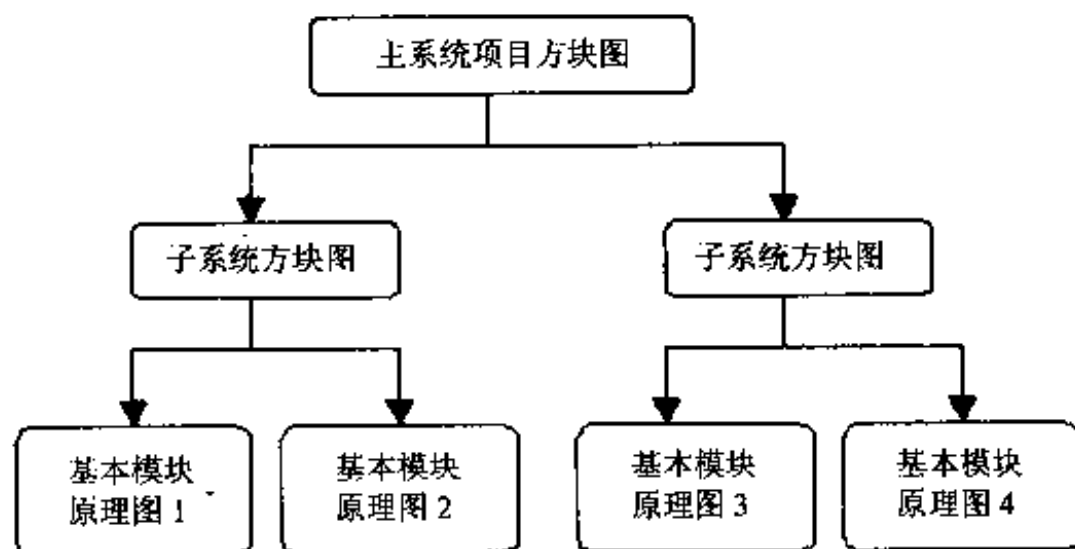 主系统项目方块图
子系统方块图
子系统方块图
基本模块
原理图 1
基本模块
原理图 2
基本模块
原理图 3
基本模块
原理图 4